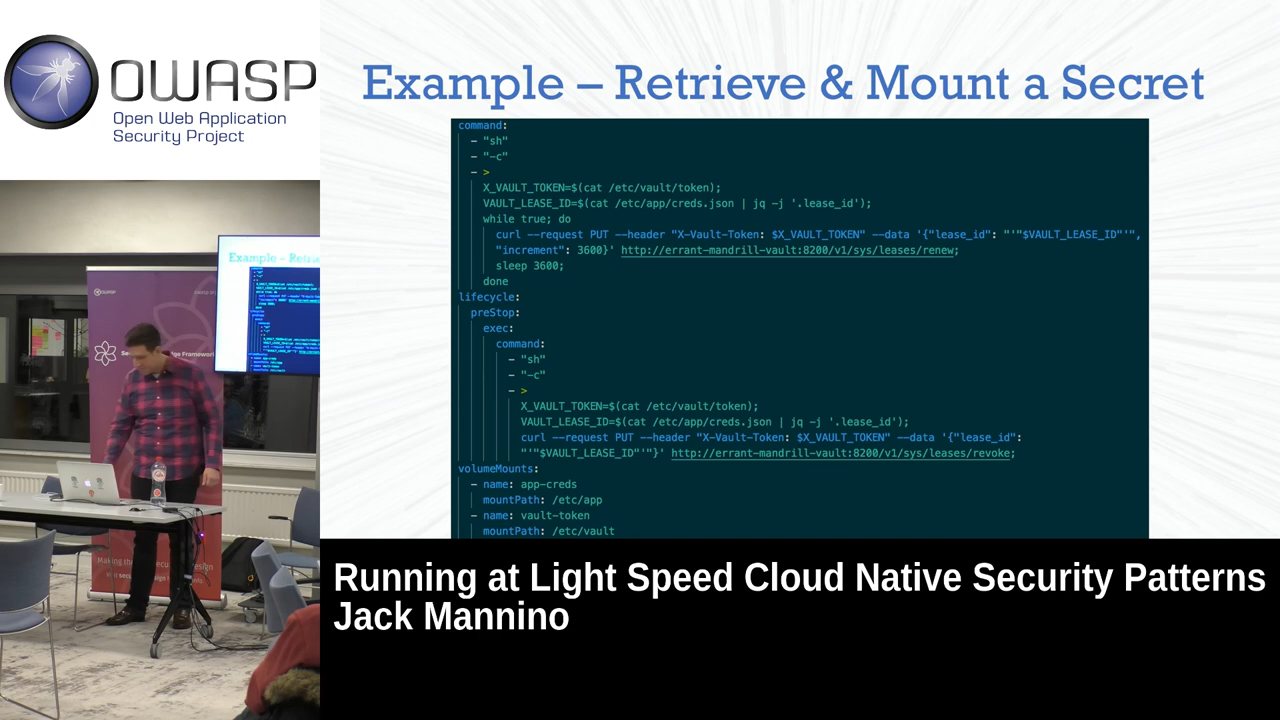 OWASP
Open Web Application
Security Project
Example – Retrieve & Mount a Secret
command:
- "sh"
- "-c"
- >
X_VAULT_TOKEN=$(cat /etc/vault/token);
VAULT_LEASE_ID=$(cat /etc/app/creds.json | jq -j '.lease_id');
while true; do
curl --request PUT --header "X-Vault-Token: $X_VAULT_TOKEN" --data '{"lease_id": "'"$VAULT_LEASE_ID"'",
"increment": 3600}' http://errant-mandrill-vault:8200/v1/sys/leases/renew;
sleep 3600;
done
lifecycle:
preStop:
exec:
command:
- "sh"
- "-c"
- >
X_VAULT_TOKEN=$(cat /etc/vault/token);
VAULT_LEASE_ID=$(cat /etc/app/creds.json | jq -j '.lease_id');
curl --request PUT --header "X-Vault-Token: $X_VAULT_TOKEN" --data '{"lease_id":
"'"$VAULT_LEASE_ID"'"}' http://errant-mandrill-vault:8200/v1/sys/leases/revoke;
volumeMounts:
- name: app-creds
mountPath: /etc/app
- name: vault-token
mountPath: /etc/vault
Example – Retrie
OWASP
Running at Light Speed Cloud Native Security Patterns
Jack Mannino